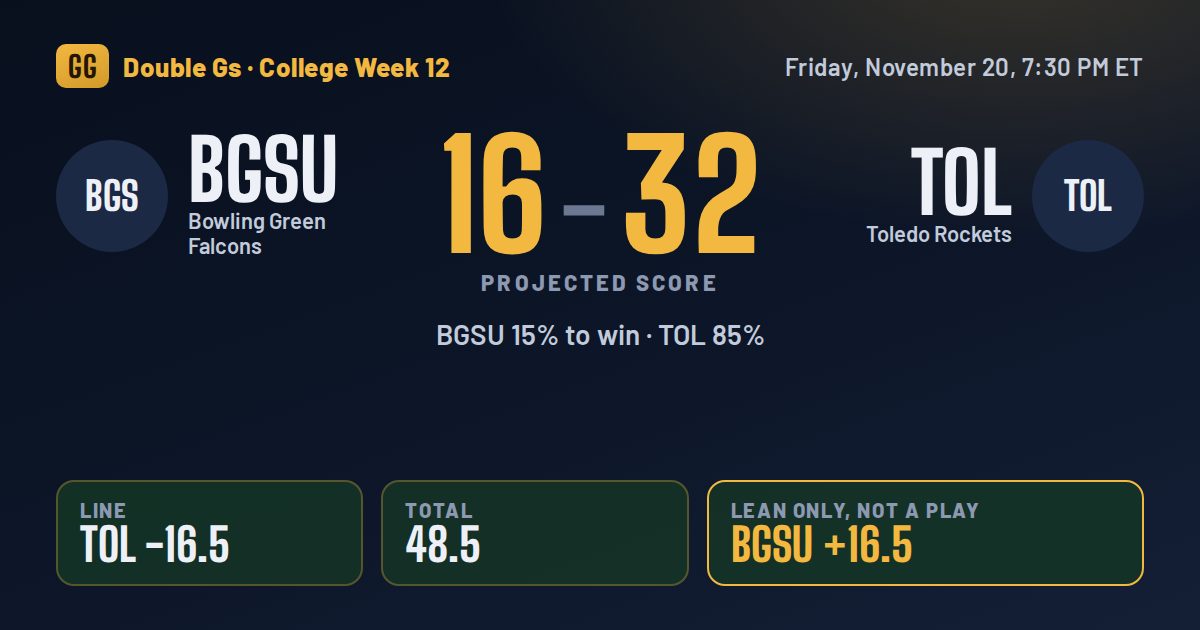 GG
Double Gs · College Week 12
Friday, November 20, 7:30 PM ET
BGS
BGSU
Bowling Green
Falcons
16 – 32
PROJECTED SCORE
BGSU 15% to win · TOL 85%
TOL
Toledo Rockets
TOL
LINE
TOL −16.5
TOTAL
48.5
LEAN ONLY, NOT A PLAY
BGSU +16.5